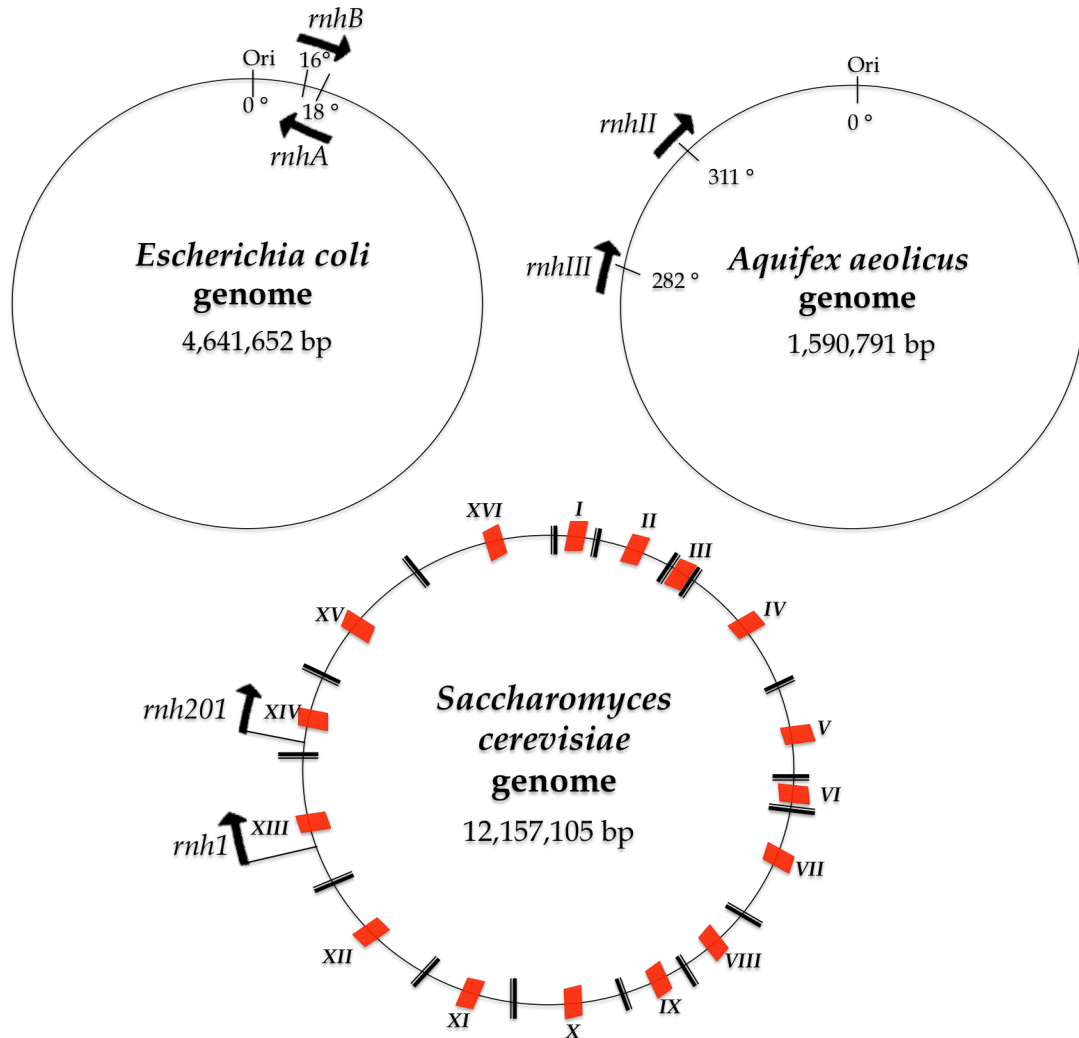 rnhB
Ori
16°
0 °
18 °
rnhA
Escherichia coli
genome
4,641,652 bp
Ori
0 °
rnhII
311 °
rnhIII
282 °
Aquifex aeolicus
genome
1,590,791 bp
XVI
I
II
III
XV
IV
rnh201
XIV
V
VI
XIII
rnh1
VII
XII
VIII
XI
IX
X
Saccharomyces
cerevisiae
genome
12,157,105 bp